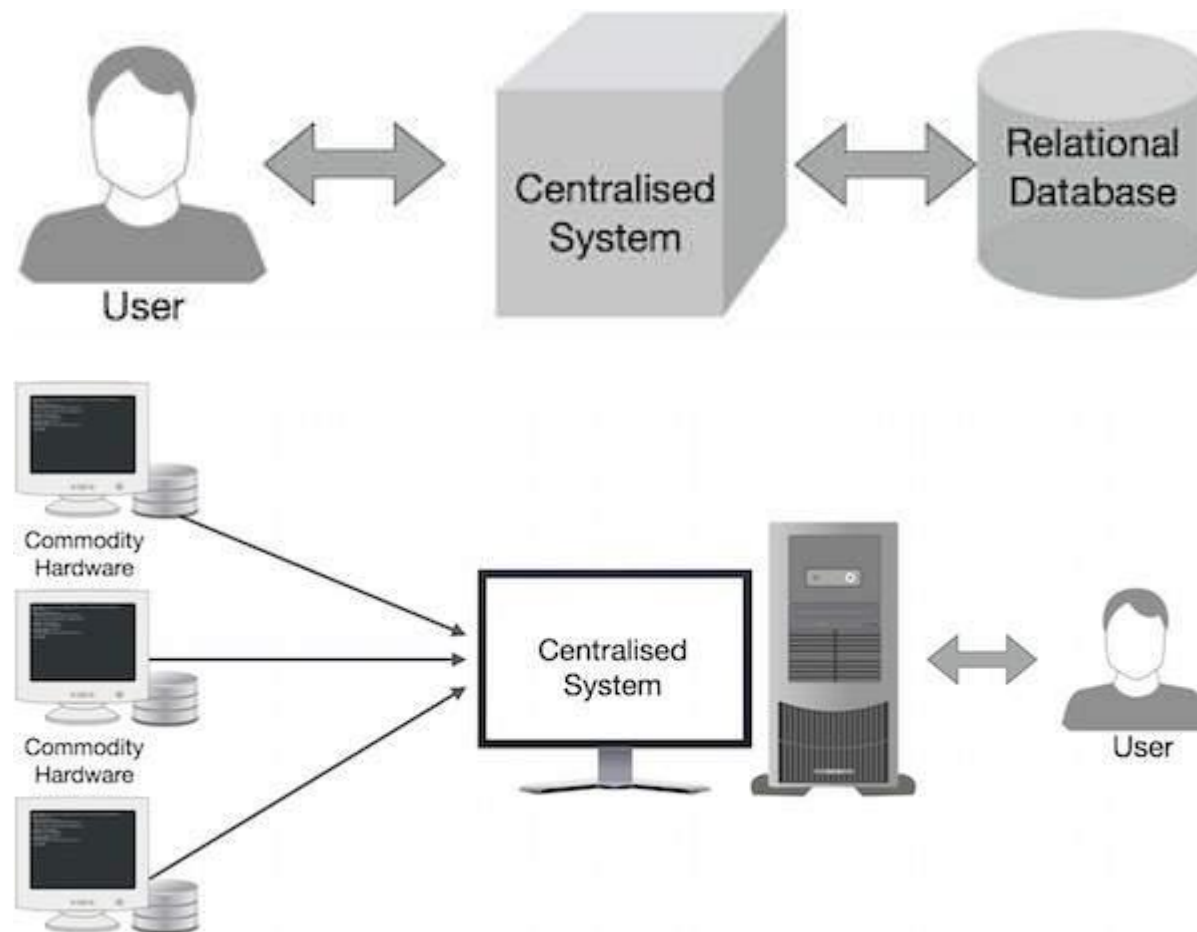 User
Centralised
System
Relational
Database
Commodity
Hardware
Commodity
Hardware
Centralised
System
User